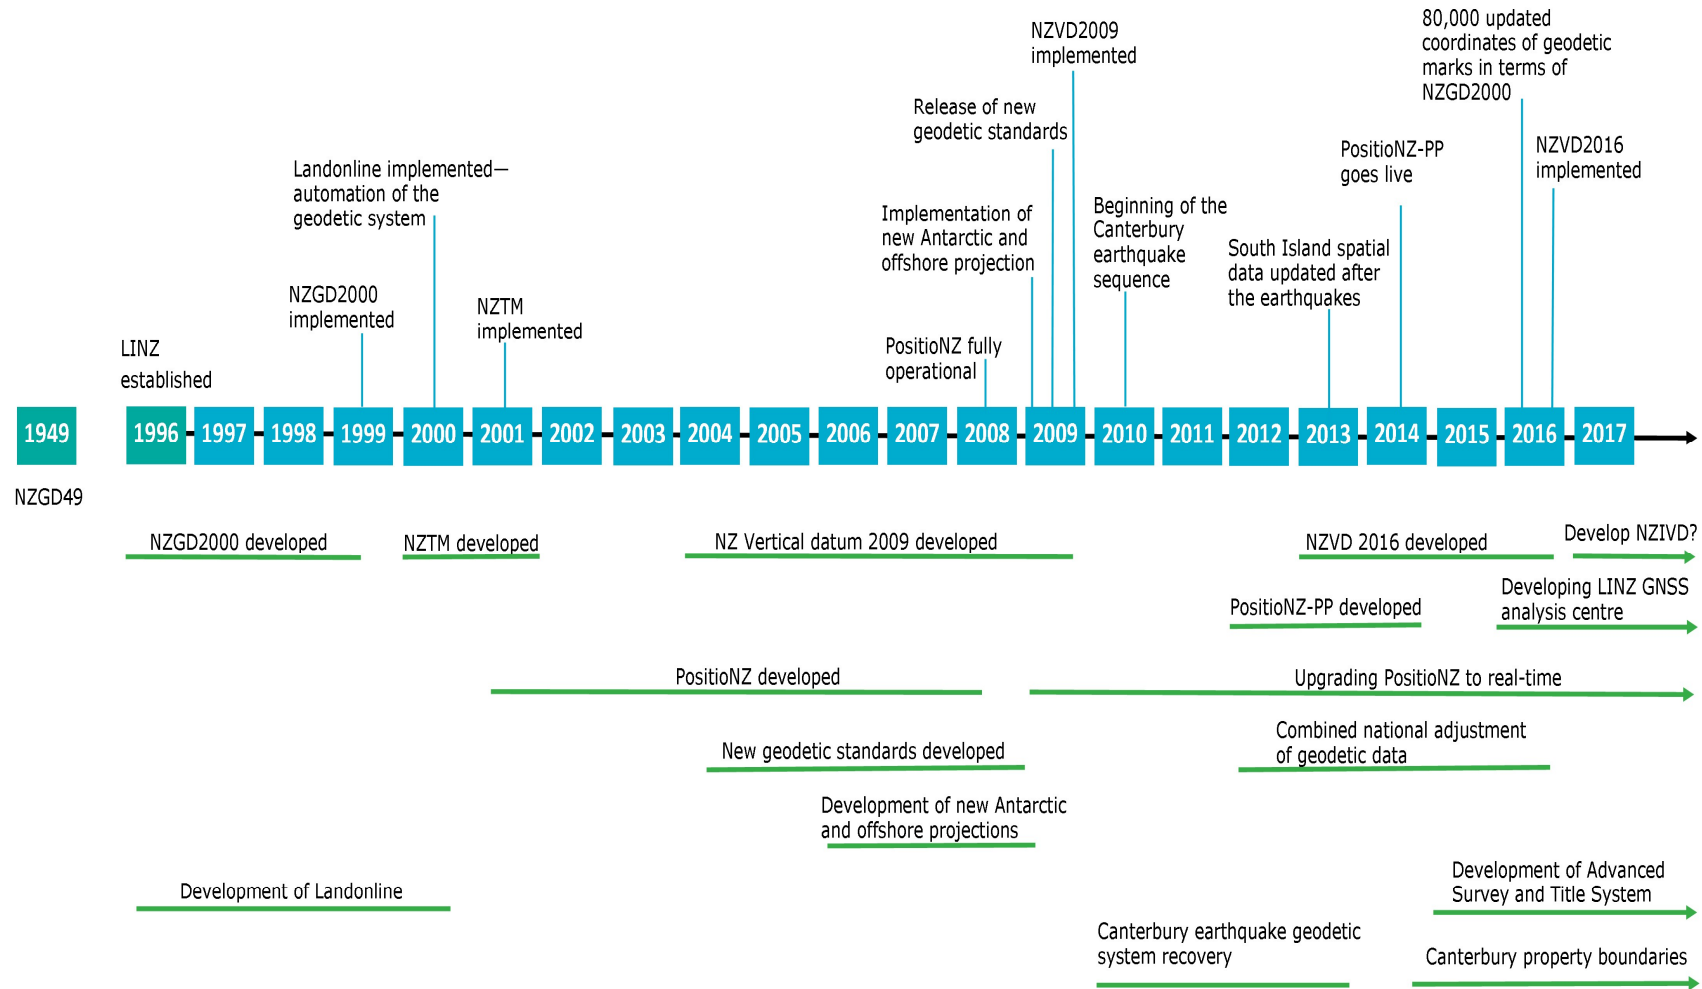 80,000 updated
coordinates of geodetic
marks in terms of
NZGD2000
NZVD2009
implemented
Release of new
geodetic standards
PositioNZ-PP
goes live
NZVD2016
implemented
Landonline implemented—
automation of the
geodetic system
Implementation of
new Antarctic and
offshore projection
Beginning of the
Canterbury
earthquake
sequence
South Island spatial
data updated after
the earthquakes
NZGD2000
implemented
NZTM
implemented
LINZ
established
PositioNZ fully
operational
1949 1996 1997 1998 1999 2000 2001 2002 2003 2004 2005 2006 2007 2008 2009 2010 2011 2012 2013 2014 2015 2016 2017
NZGD49
NZGD2000 developed
NZTM developed
NZ Vertical datum 2009 developed
NZVD 2016 developed
Develop NZIVD?
PositioNZ-PP developed
Developing LINZ GNSS
analysis centre
PositioNZ developed
Upgrading PositioNZ to real-time
New geodetic standards developed
Combined national adjustment
of geodetic data
Development of new Antarctic
and offshore projections
Development of Landonline
Development of Advanced
Survey and Title System
Canterbury earthquake geodetic
system recovery
Canterbury property boundaries